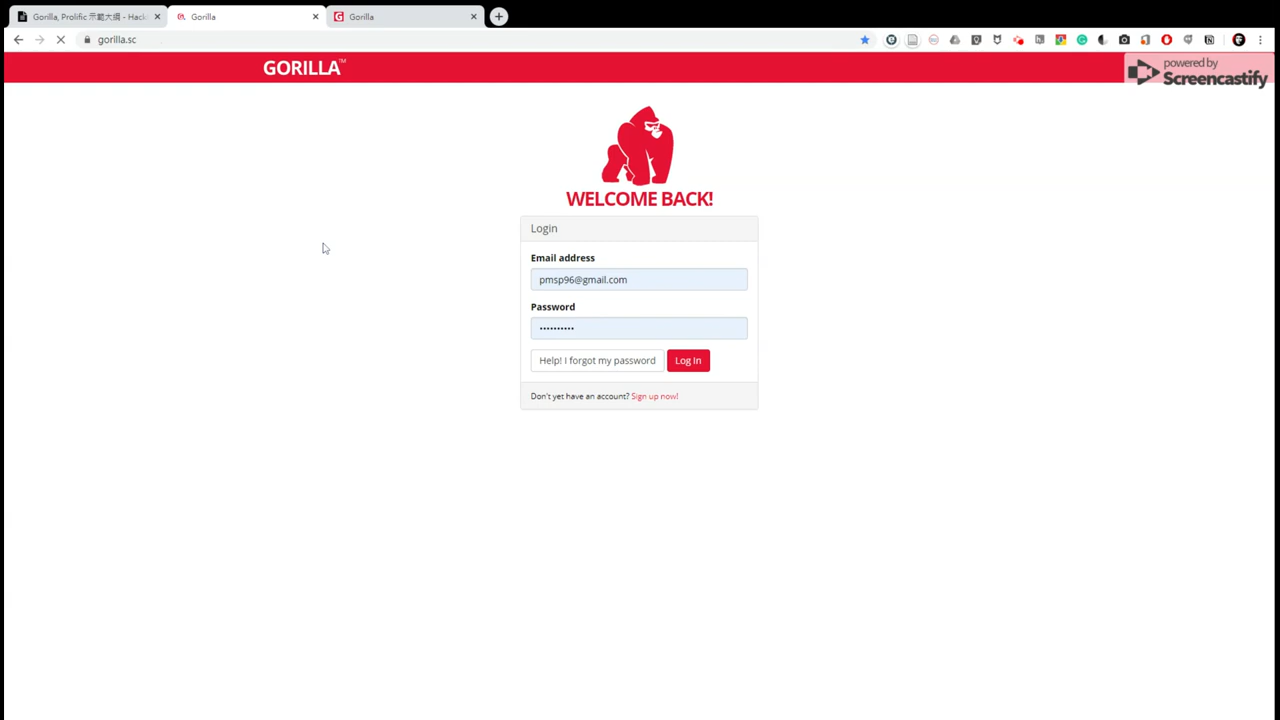 Gorilla, Prolific 示範大綱 - Hack
Gorilla
Gorilla
gorilla.sc
GORILLA™
powered by
Screencastify
WELCOME BACK!
Login
Email address
pmsp96@gmail.com
Password
••••••••••
Help! I forgot my password
Log In
Don't yet have an account? Sign up now!